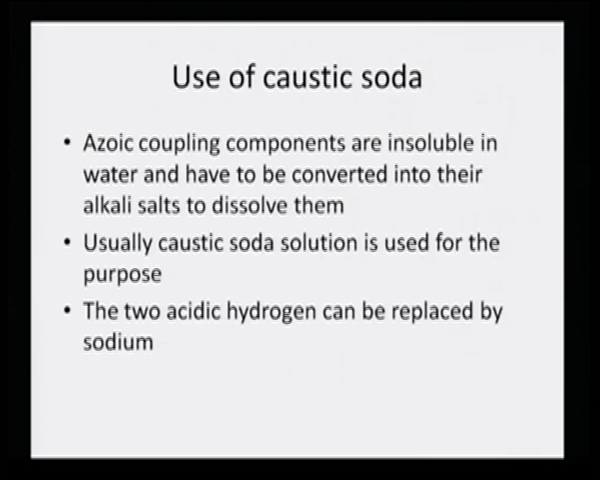 Use of caustic soda
• Azoic coupling components are insoluble in
water and have to be converted into their
alkali salts to dissolve them
• Usually caustic soda solution is used for the
purpose
• The two acidic hydrogen can be replaced by
sodium